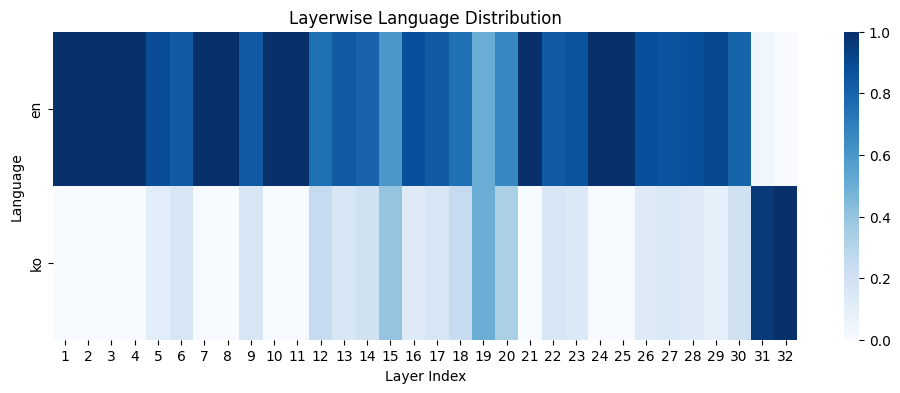 Layerwise Language Distribution
en
ko
Language
1 2 3 4 5 6 7 8 9 10 11 12 13 14 15 16 17 18 19 20 21 22 23 24 25 26 27 28 29 30 31 32
Layer Index
1.0
0.8
0.6
0.4
0.2
0.0